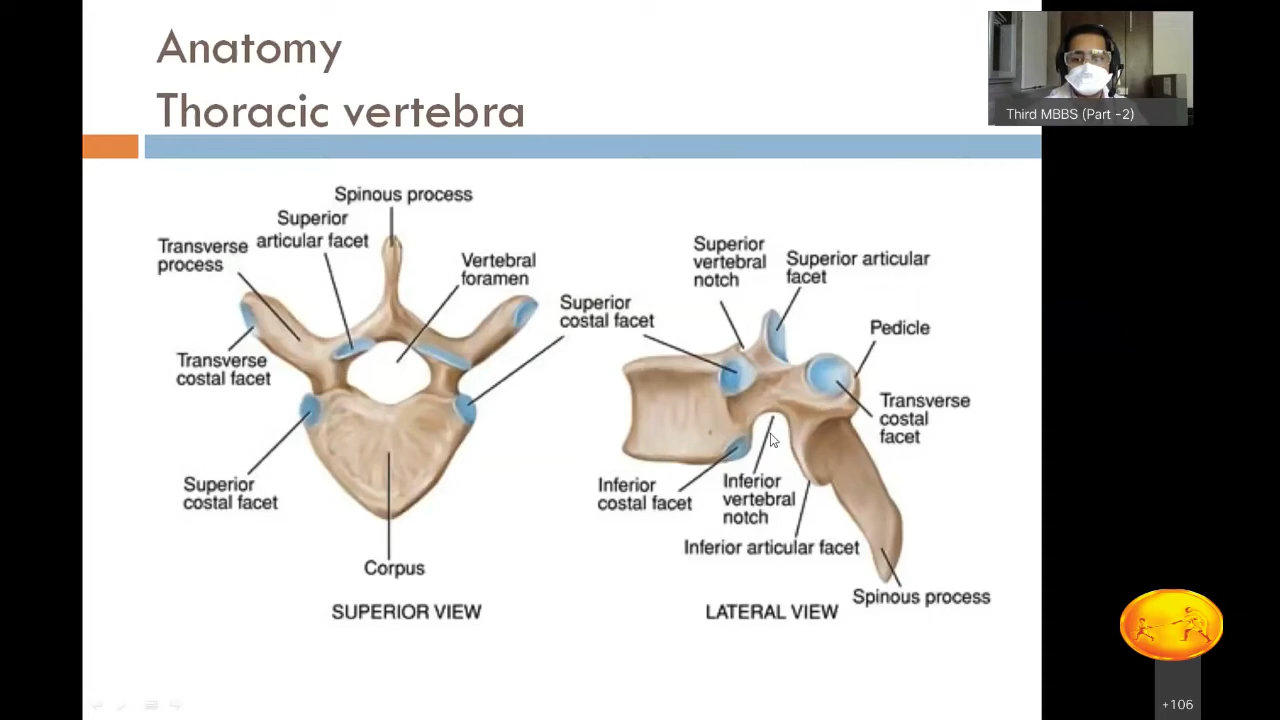 Anatomy
Thoracic vertebra
Third MBBS (Part -2)
Spinous process
Superior
articular facet
Transverse
process
Vertebral
foramen
Superior
costal facet
Transverse
costal facet
Superior
costal facet
Corpus
SUPERIOR VIEW
Superior
vertebral
notch
Superior articular
facet
Pedicle
Transverse
costal
facet
Inferior
costal facet
Inferior
vertebral
notch
Inferior articular facet
Spinous process
LATERAL VIEW
+106